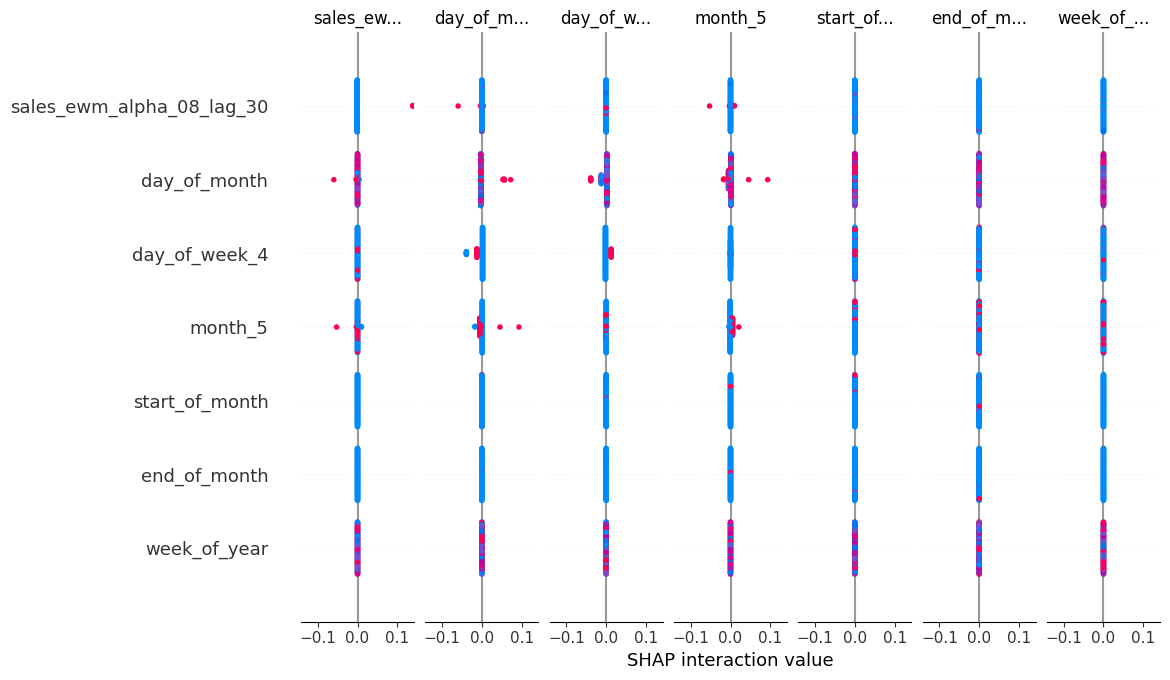 sales_ew... day_of_m... day_of_w... month_5 start_of... end_of_m... week_of_...
sales_ewm_alpha_08_lag_30
day_of_month
day_of_week_4
month_5
start_of_month
end_of_month
week_of_year
−0.1 0.0 0.1 −0.1 0.0 0.1 −0.1 0.0 0.1 −0.1 0.0 0.1 −0.1 0.0 0.1 −0.1 0.0 0.1 −0.1 0.0 0.1
SHAP interaction value